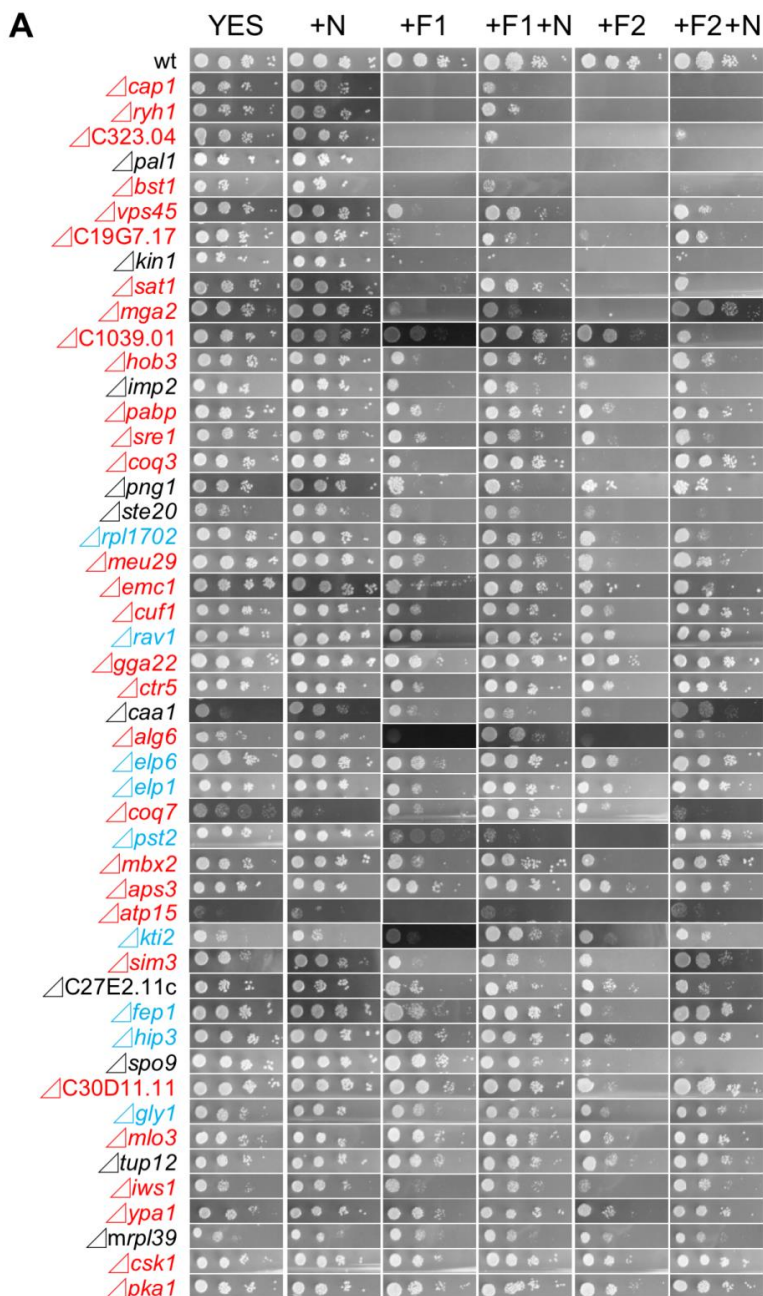 A
YES +N +F1 +F1+N +F2 +F2+N
wt
△cap1
△ryh1
△C323.04
△pal1
△bst1
△vps45
△C19G7.17
△kin1
△sat1
△mga2
△C1039.01
△hob3
△imp2
△pabp
△sre1
△coq3
△png1
△ste20
△rpl1702
△meu29
△emc1
△cuf1
△rav1
△gga22
△ctr5
△caa1
△alg6
△elp6
△elp1
△coq7
△pst2
△mbx2
△aps3
△atp15
△kti2
△sim3
△C27E2.11c
△fep1
△hip3
△spo9
△C30D11.11
△gly1
△mlo3
△tup12
△iws1
△ypa1
△mrpl39
△csk1
△pka1